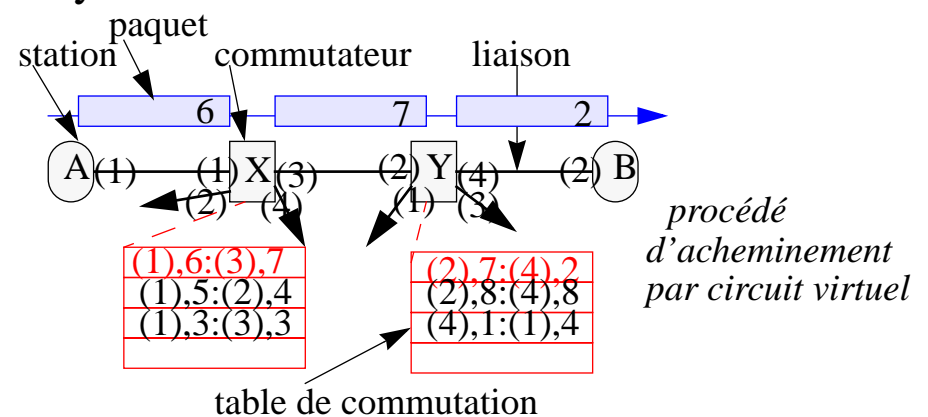 paquet
station commutateur liaison
6 7 2
A (1) (1) X (3) (2) Y (4) (2) B
(2) (4) (1) (3)
procédé
d'acheminement
par circuit virtuel
(1),6:(3),7
(1),5:(2),4
(1),3:(3),3
(2),7:(4),2
(2),8:(4),8
(4),1:(1),4
table de commutation